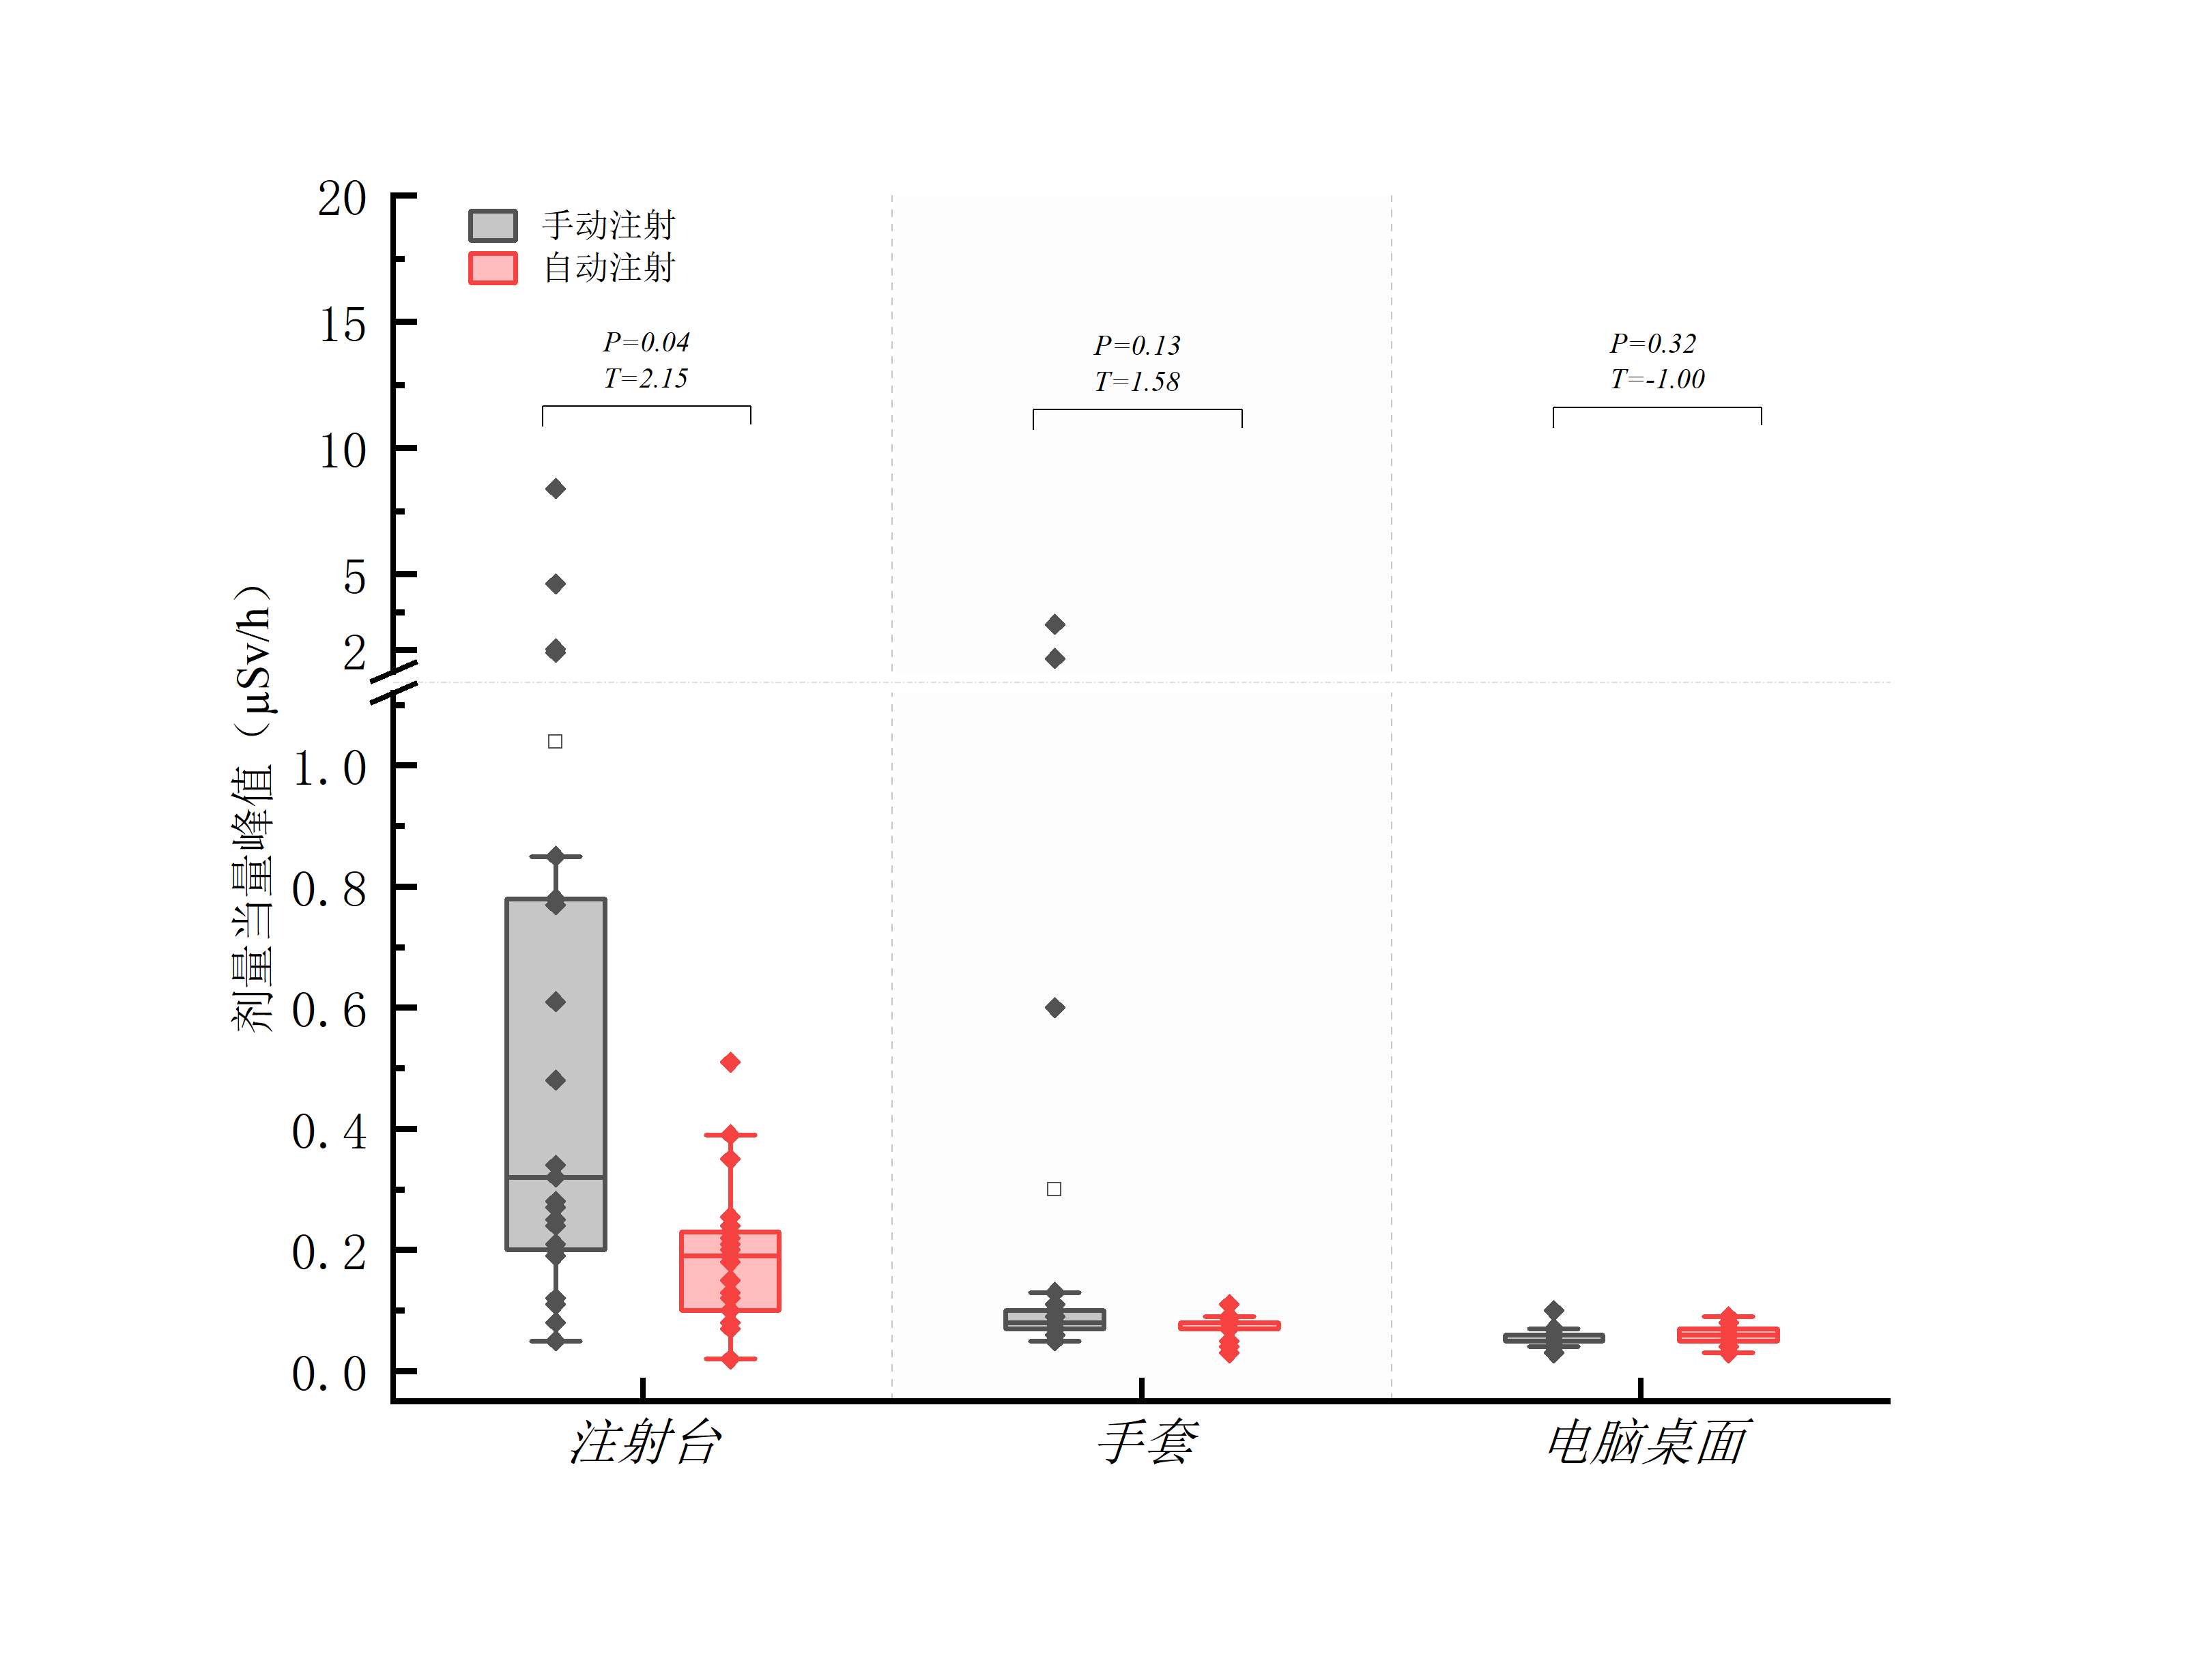 手动注射
自动注射
P=0.04
T=2.15
P=0.13
T=1.58
P=0.32
T=-1.00
剂量当量峰值（μSv/h）
20
15
10
5
2
1.0
0.8
0.6
0.4
0.2
0.0
注射台
手套
电脑桌面